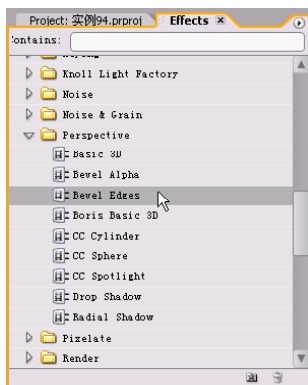 Project: 实例94.prproj
Effects
Contains:
Knoll Light Factory
Noise
Noise & Grain
Perspective
Basic 3D
Bevel Alpha
Bevel Edges
Boris Basic 3D
CC Cylinder
CC Sphere
CC Spotlight
Drop Shadow
Radial Shadow
Pixelate
Render